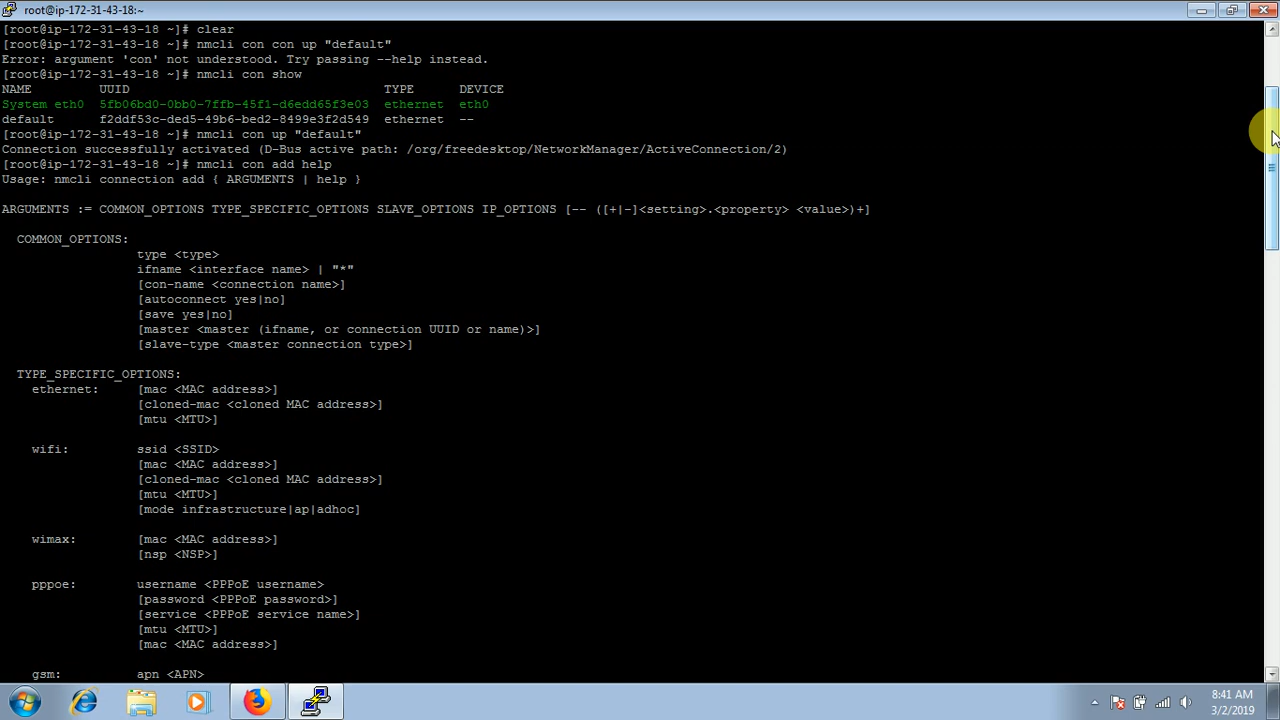 root@ip-172-31-43-18:~
[root@ip-172-31-43-18 ~]# clear
[root@ip-172-31-43-18 ~]# nmcli con con up "default"
Error: argument 'con' not understood. Try passing --help instead.
[root@ip-172-31-43-18 ~]# nmcli con show
NAME         UUID                                  TYPE      DEVICE
System eth0  5fb06bd0-0bb0-7ffb-45f1-d6edd65f3e03  ethernet  eth0
default      f2ddf53c-ded5-49b6-bed2-8499e3f2d549  ethernet  --
[root@ip-172-31-43-18 ~]# nmcli con up "default"
Connection successfully activated (D-Bus active path: /org/freedesktop/NetworkManager/ActiveConnection/2)
[root@ip-172-31-43-18 ~]# nmcli con add help
Usage: nmcli connection add { ARGUMENTS | help }
ARGUMENTS := COMMON_OPTIONS TYPE_SPECIFIC_OPTIONS SLAVE_OPTIONS IP_OPTIONS [-- ([+|-]<setting>.<property> <value>)+]
COMMON_OPTIONS:
type <type>
ifname <interface name> | "*"
[con-name <connection name>]
[autoconnect yes|no]
[save yes|no]
[master <master (ifname, or connection UUID or name)>]
[slave-type <master connection type>]
TYPE_SPECIFIC_OPTIONS:
ethernet:     [mac <MAC address>]
[cloned-mac <cloned MAC address>]
[mtu <MTU>]
wifi:         ssid <SSID>
[mac <MAC address>]
[cloned-mac <cloned MAC address>]
[mtu <MTU>]
[mode infrastructure|ap|adhoc]
wimax:        [mac <MAC address>]
[nsp <NSP>]
pppoe:        username <PPPoE username>
[password <PPPoE password>]
[service <PPPoE service name>]
[mtu <MTU>]
[mac <MAC address>]
gsm:          apn <APN>
8:41 AM
3/2/2019